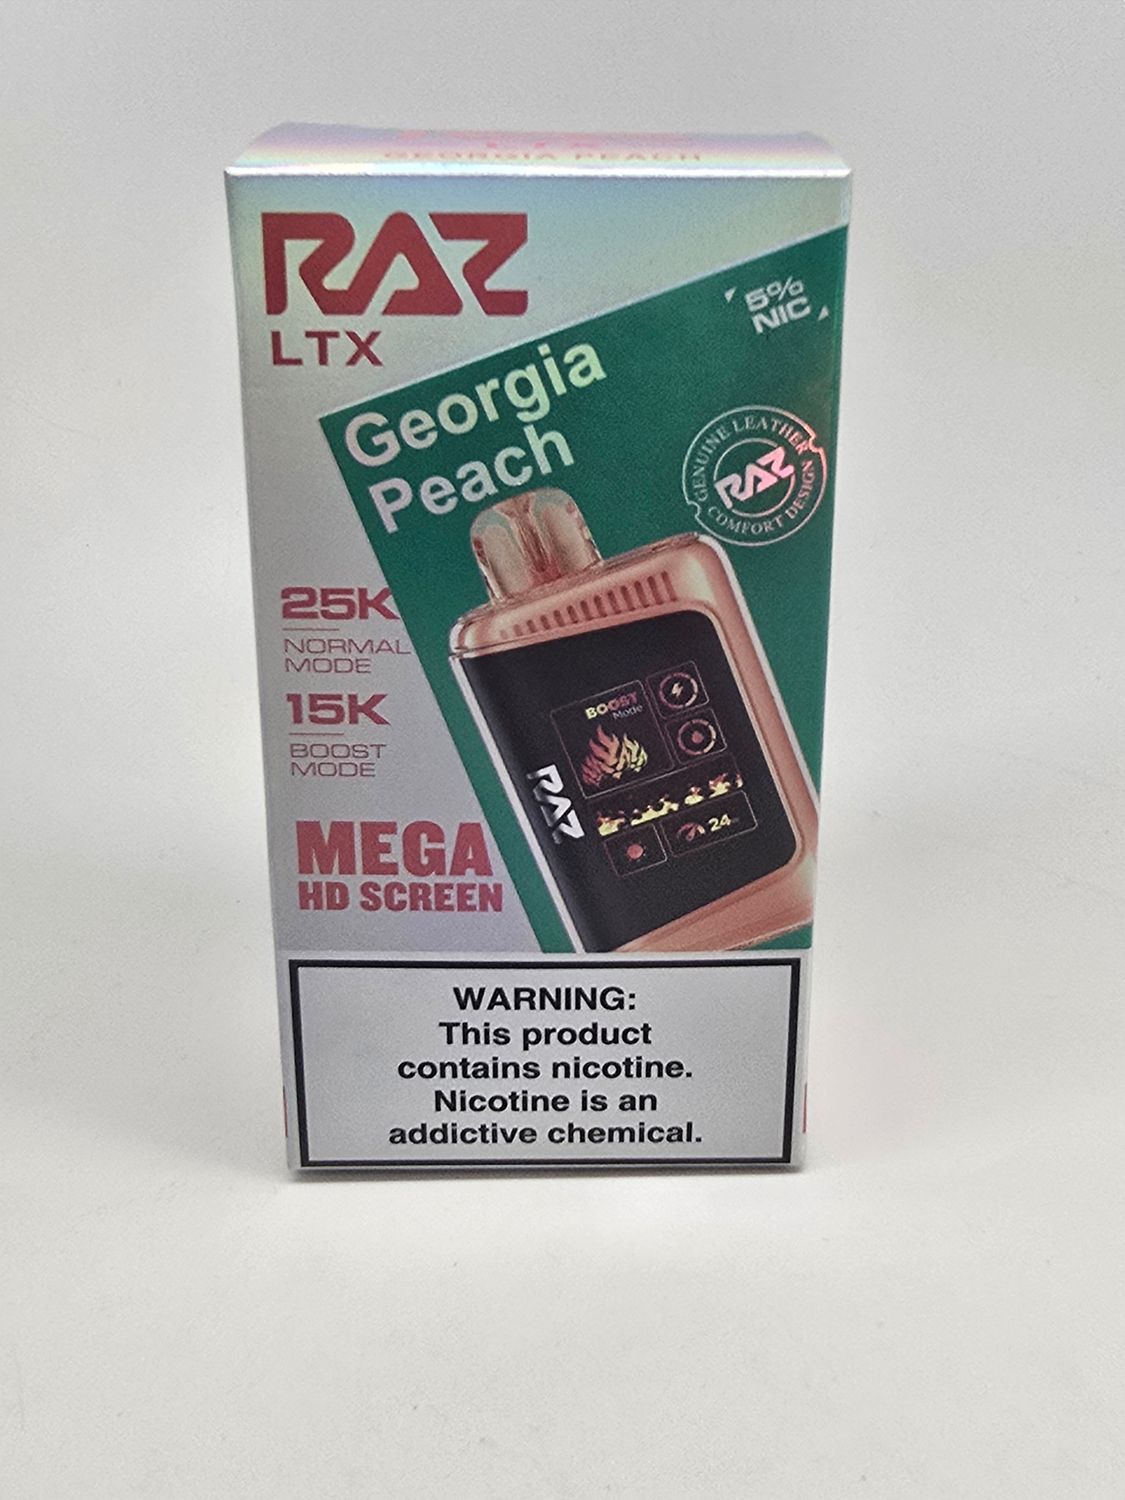 GEORGIA PEACH
RAZ
LTX
5%
NIC
Georgia
Peach
GENUINE LEATHER
RAZ
COMFORT DESIGN
25K
NORMAL
MODE
15K
BOOST
MODE
BOOST
Mode
RAZ
24
MEGA
HD SCREEN
WARNING:
This product
contains nicotine.
Nicotine is an
addictive chemical.